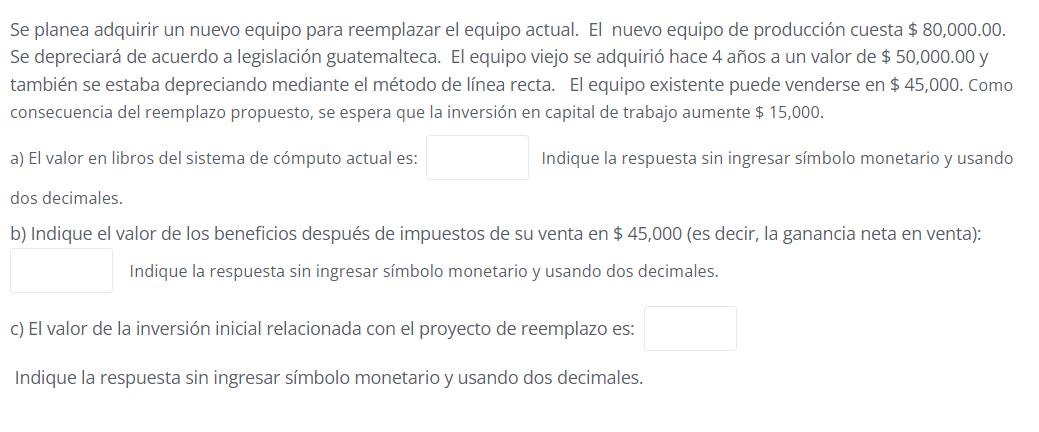 Se planea adquirir un nuevo equipo para reemplazar el equipo actual. El nuevo equipo de producción cuesta $ 80,000.00.
Se depreciará de acuerdo a legislación guatemalteca. El equipo viejo se adquirió hace 4 años a un valor de $ 50,000.00 y
también se estaba depreciando mediante el método de línea recta. El equipo existente puede venderse en $ 45,000. Como
consecuencia del reemplazo propuesto, se espera que la inversión en capital de trabajo aumente $ 15,000.
a) El valor en libros del sistema de cómputo actual es: Indique la respuesta sin ingresar símbolo monetario y usando
dos decimales.
b) Indique el valor de los beneficios después de impuestos de su venta en $ 45,000 (es decir, la ganancia neta en venta):
Indique la respuesta sin ingresar símbolo monetario y usando dos decimales.
c) El valor de la inversión inicial relacionada con el proyecto de reemplazo es:
Indique la respuesta sin ingresar símbolo monetario y usando dos decimales.